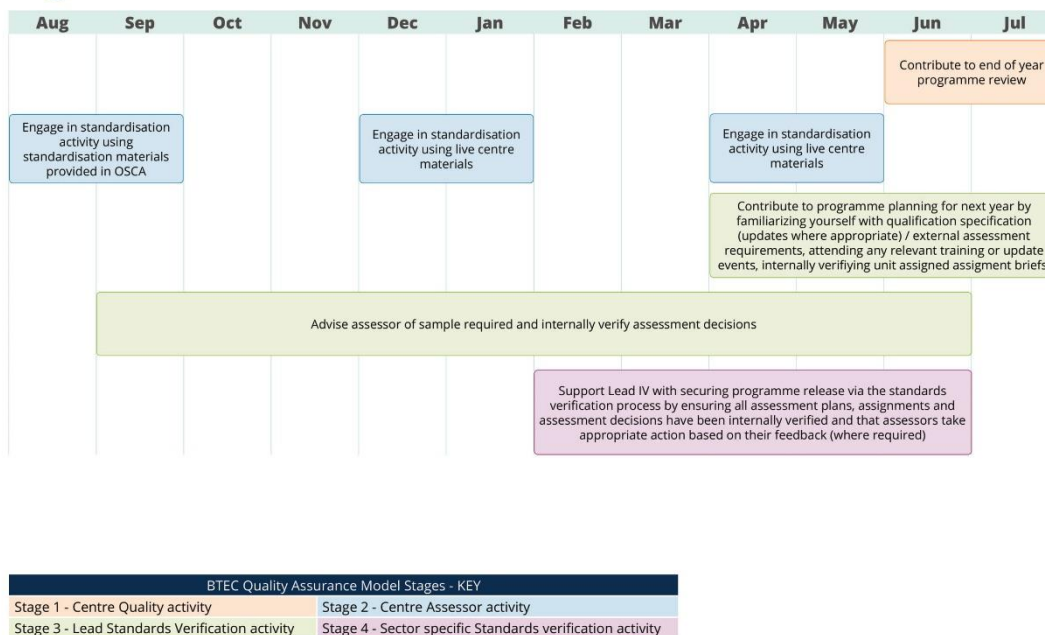 Aug Sep Oct Nov Dec Jan Feb Mar Apr May Jun Jul
Contribute to end of year
programme review
Engage in standardisation
activity using
standardisation materials
provided in OSCA
Engage in standardisation
activity using live centre
materials
Engage in standardisation
activity using live centre
materials
Contribute to programme planning for next year by
familiarizing yourself with qualification specification
(updates where appropriate) / external assessment
requirements, attending any relevant training or update
events, internally verifiying unit assigned assigment briefs
Advise assessor of sample required and internally verify assessment decisions
Support Lead IV with securing programme release via the standards
verification process by ensuring all assessment plans, assignments and
assessment decisions have been internally verified and that assessors take
appropriate action based on their feedback (where required)
BTEC Quality Assurance Model Stages - KEY
Stage 1 - Centre Quality activity
Stage 2 - Centre Assessor activity
Stage 3 - Lead Standards Verification activity
Stage 4 - Sector specific Standards verification activity